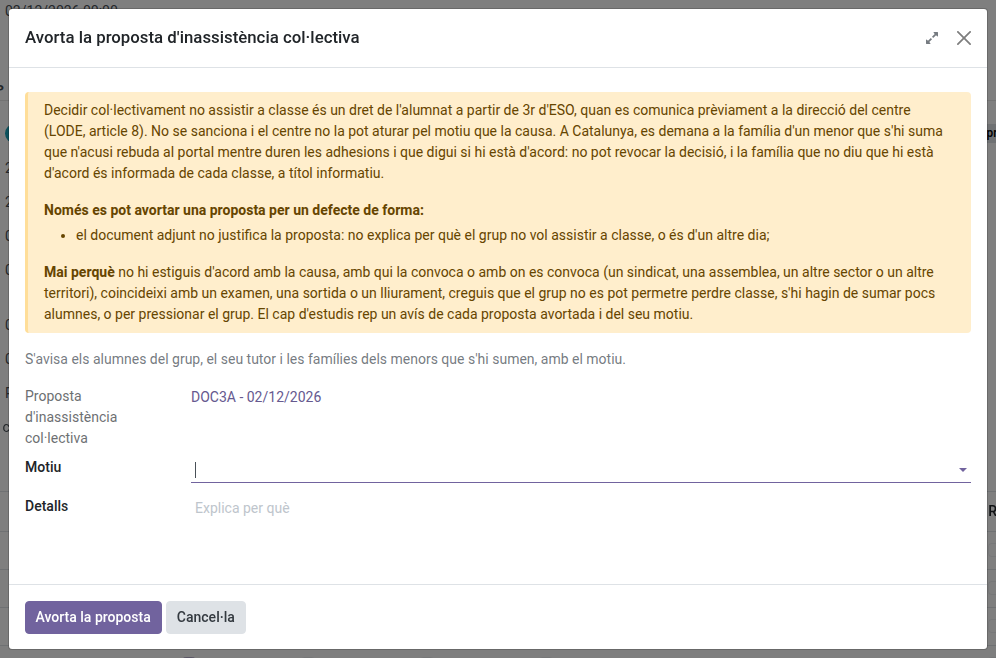 Avorta la proposta d'inassistència col·lectiva
Decidir col·lectivament no assistir a classe és un dret de l'alumnat a partir de 3r d'ESO, quan es comunica prèviament a la direcció del centre
(LODE, article 8). No se sanciona i el centre no la pot aturar pel motiu que la causa. A Catalunya, es demana a la família d'un menor que s'hi suma
que n'acusi rebuda al portal mentre duren les adhesions i que digui si hi està d'acord: no pot revocar la decisió, i la família que no diu que hi està
d'acord és informada de cada classe, a títol informatiu.
Només es pot avortar una proposta per un defecte de forma:
• el document adjunt no justifica la proposta: no explica per què el grup no vol assistir a classe, o és d'un altre dia;
Mai perquè no hi estiguis d'acord amb la causa, amb qui la convoca o amb on es convoca (un sindicat, una assemblea, un altre sector o un altre
territori), coincideixi amb un examen, una sortida o un lliurament, creguis que el grup no es pot permetre perdre classe, s'hi hagin de sumar pocs
alumnes, o per pressionar el grup. El cap d'estudis rep un avís de cada proposta avortada i del seu motiu.
S'avisa els alumnes del grup, el seu tutor i les famílies dels menors que s'hi sumen, amb el motiu.
Proposta
d'inassistència
col·lectiva
DOC3A - 02/12/2026
Motiu
Detalls
Explica per què
Avorta la proposta
Cancel·la